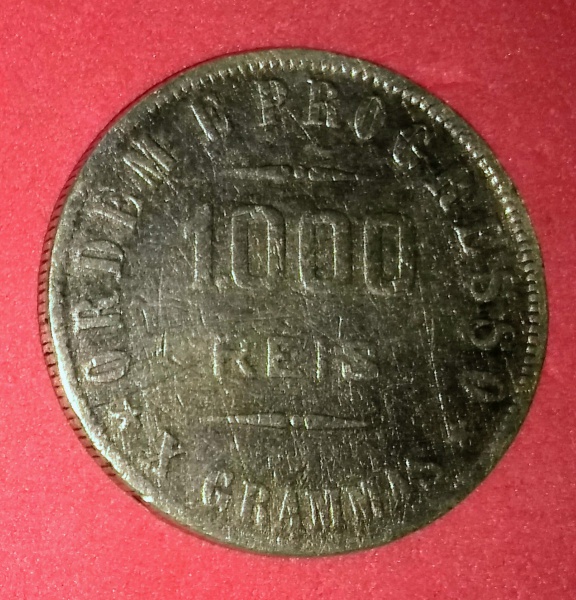 ORDEM E PROGRESSO
1000
REIS
X GRAMMAS